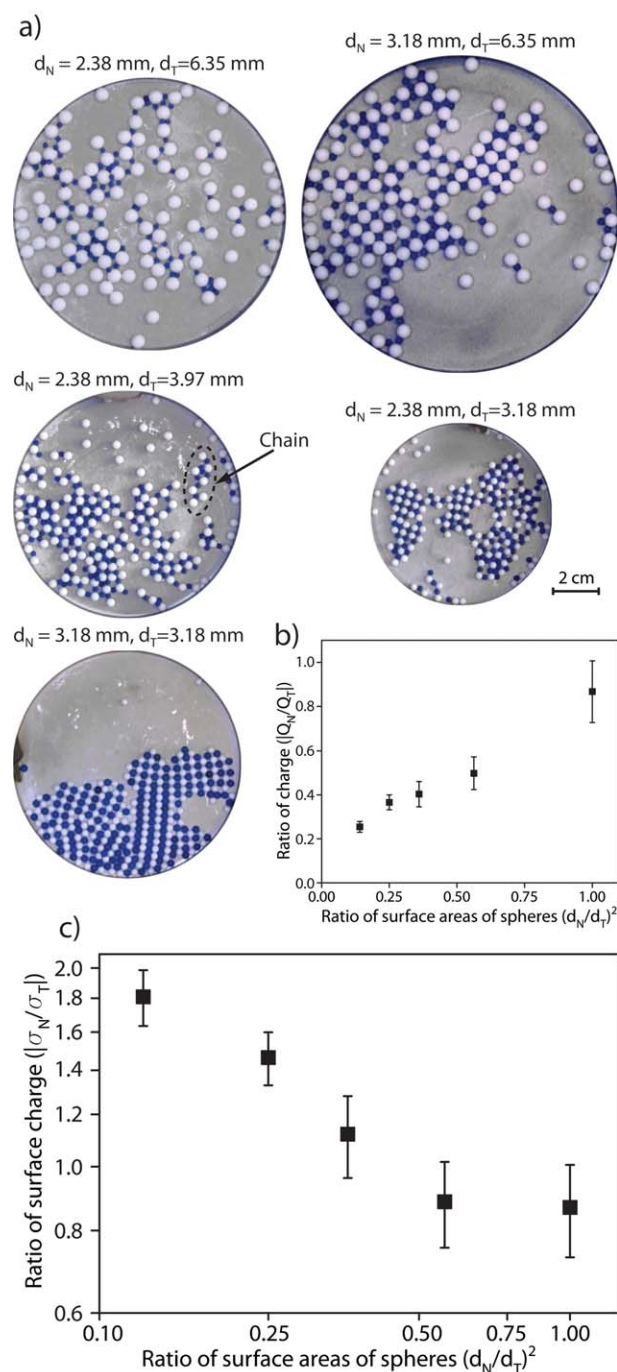 a)
d_N = 2.38 mm, d_T=6.35 mm
d_N = 3.18 mm, d_T=6.35 mm
d_N = 2.38 mm, d_T=3.97 mm
Chain
d_N = 2.38 mm, d_T=3.18 mm
2 cm
d_N = 3.18 mm, d_T=3.18 mm
b)
Ratio of charge (|Q_N/Q_T|)
1.0
0.8
0.6
0.4
0.2
0.0
0.00 0.25 0.50 0.75 1.00
Ratio of surface areas of spheres (d_N/d_T)²
c)
Ratio of surface charge (|σ_N/σ_T|)
2.0
1.8
1.6
1.4
1.2
1.0
0.8
0.6
0.10 0.25 0.50 0.75 1.00
Ratio of surface areas of spheres (d_N/d_T)²